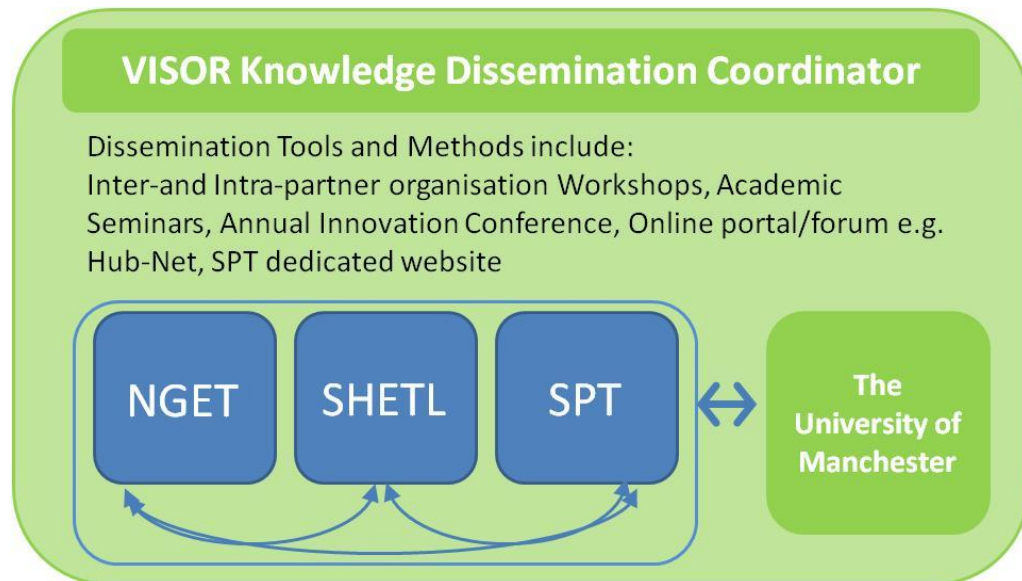 VISOR Knowledge Dissemination Coordinator
Dissemination Tools and Methods include:
Inter-and Intra-partner organisation Workshops, Academic
Seminars, Annual Innovation Conference, Online portal/forum e.g.
Hub-Net, SPT dedicated website
NGET
SHETL
SPT
The
University of
Manchester